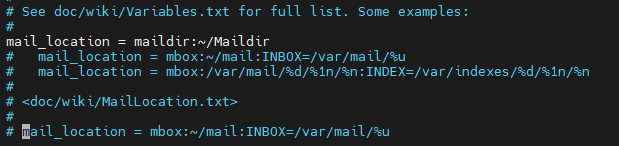 # See doc/wiki/Variables.txt for full list. Some examples:
#
mail_location = maildir:~/Maildir
#   mail_location = mbox:~/mail:INBOX=/var/mail/%u
#   mail_location = mbox:/var/mail/%d/%1n/%n:INDEX=/var/indexes/%d/%1n/%n
#
# <doc/wiki/MailLocation.txt>
#
# mail_location = mbox:~/mail:INBOX=/var/mail/%u